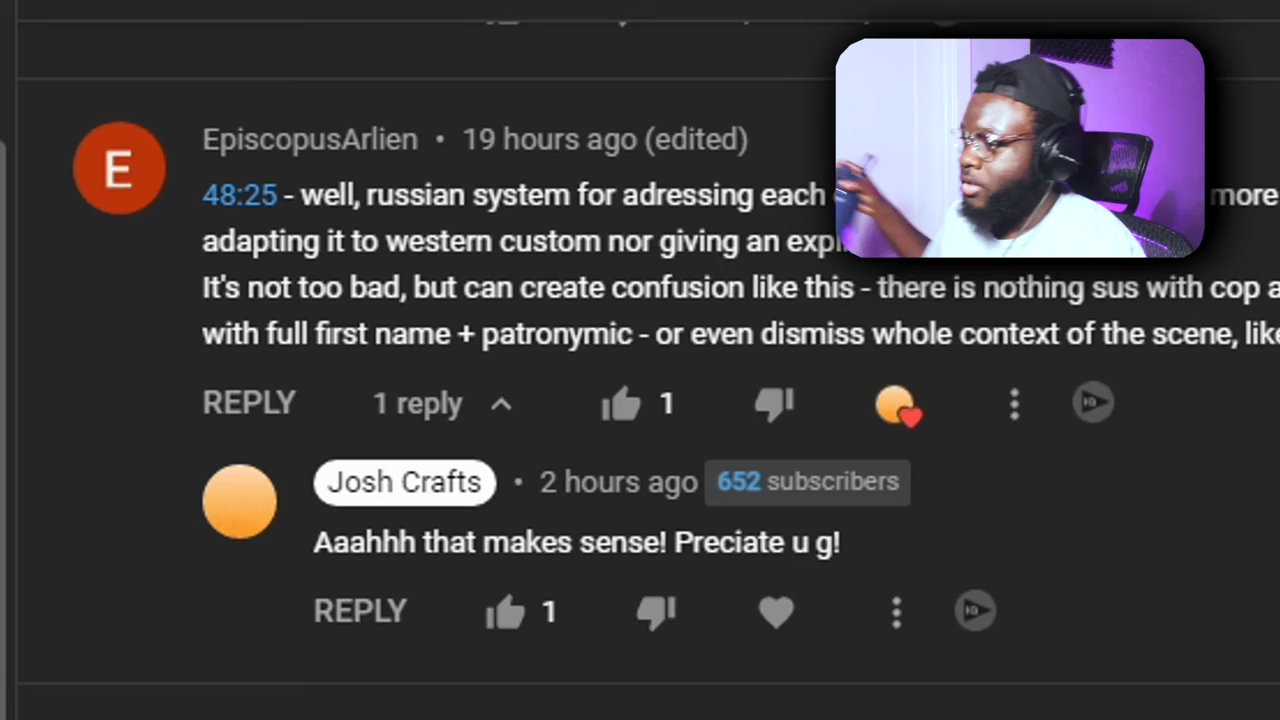 EpiscopusArlien • 19 hours ago (edited)
E
48:25 - well, russian system for adressing each more
adapting it to western custom nor giving an
It's not too bad, but can create confusion like this - there is nothing sus with cop
with full first name + patronymic - or even dismiss whole context of the scene, like
REPLY 1 reply 1
Josh Crafts • 2 hours ago 652 subscribers
Aaahhh that makes sense! Preciate u g!
REPLY 1